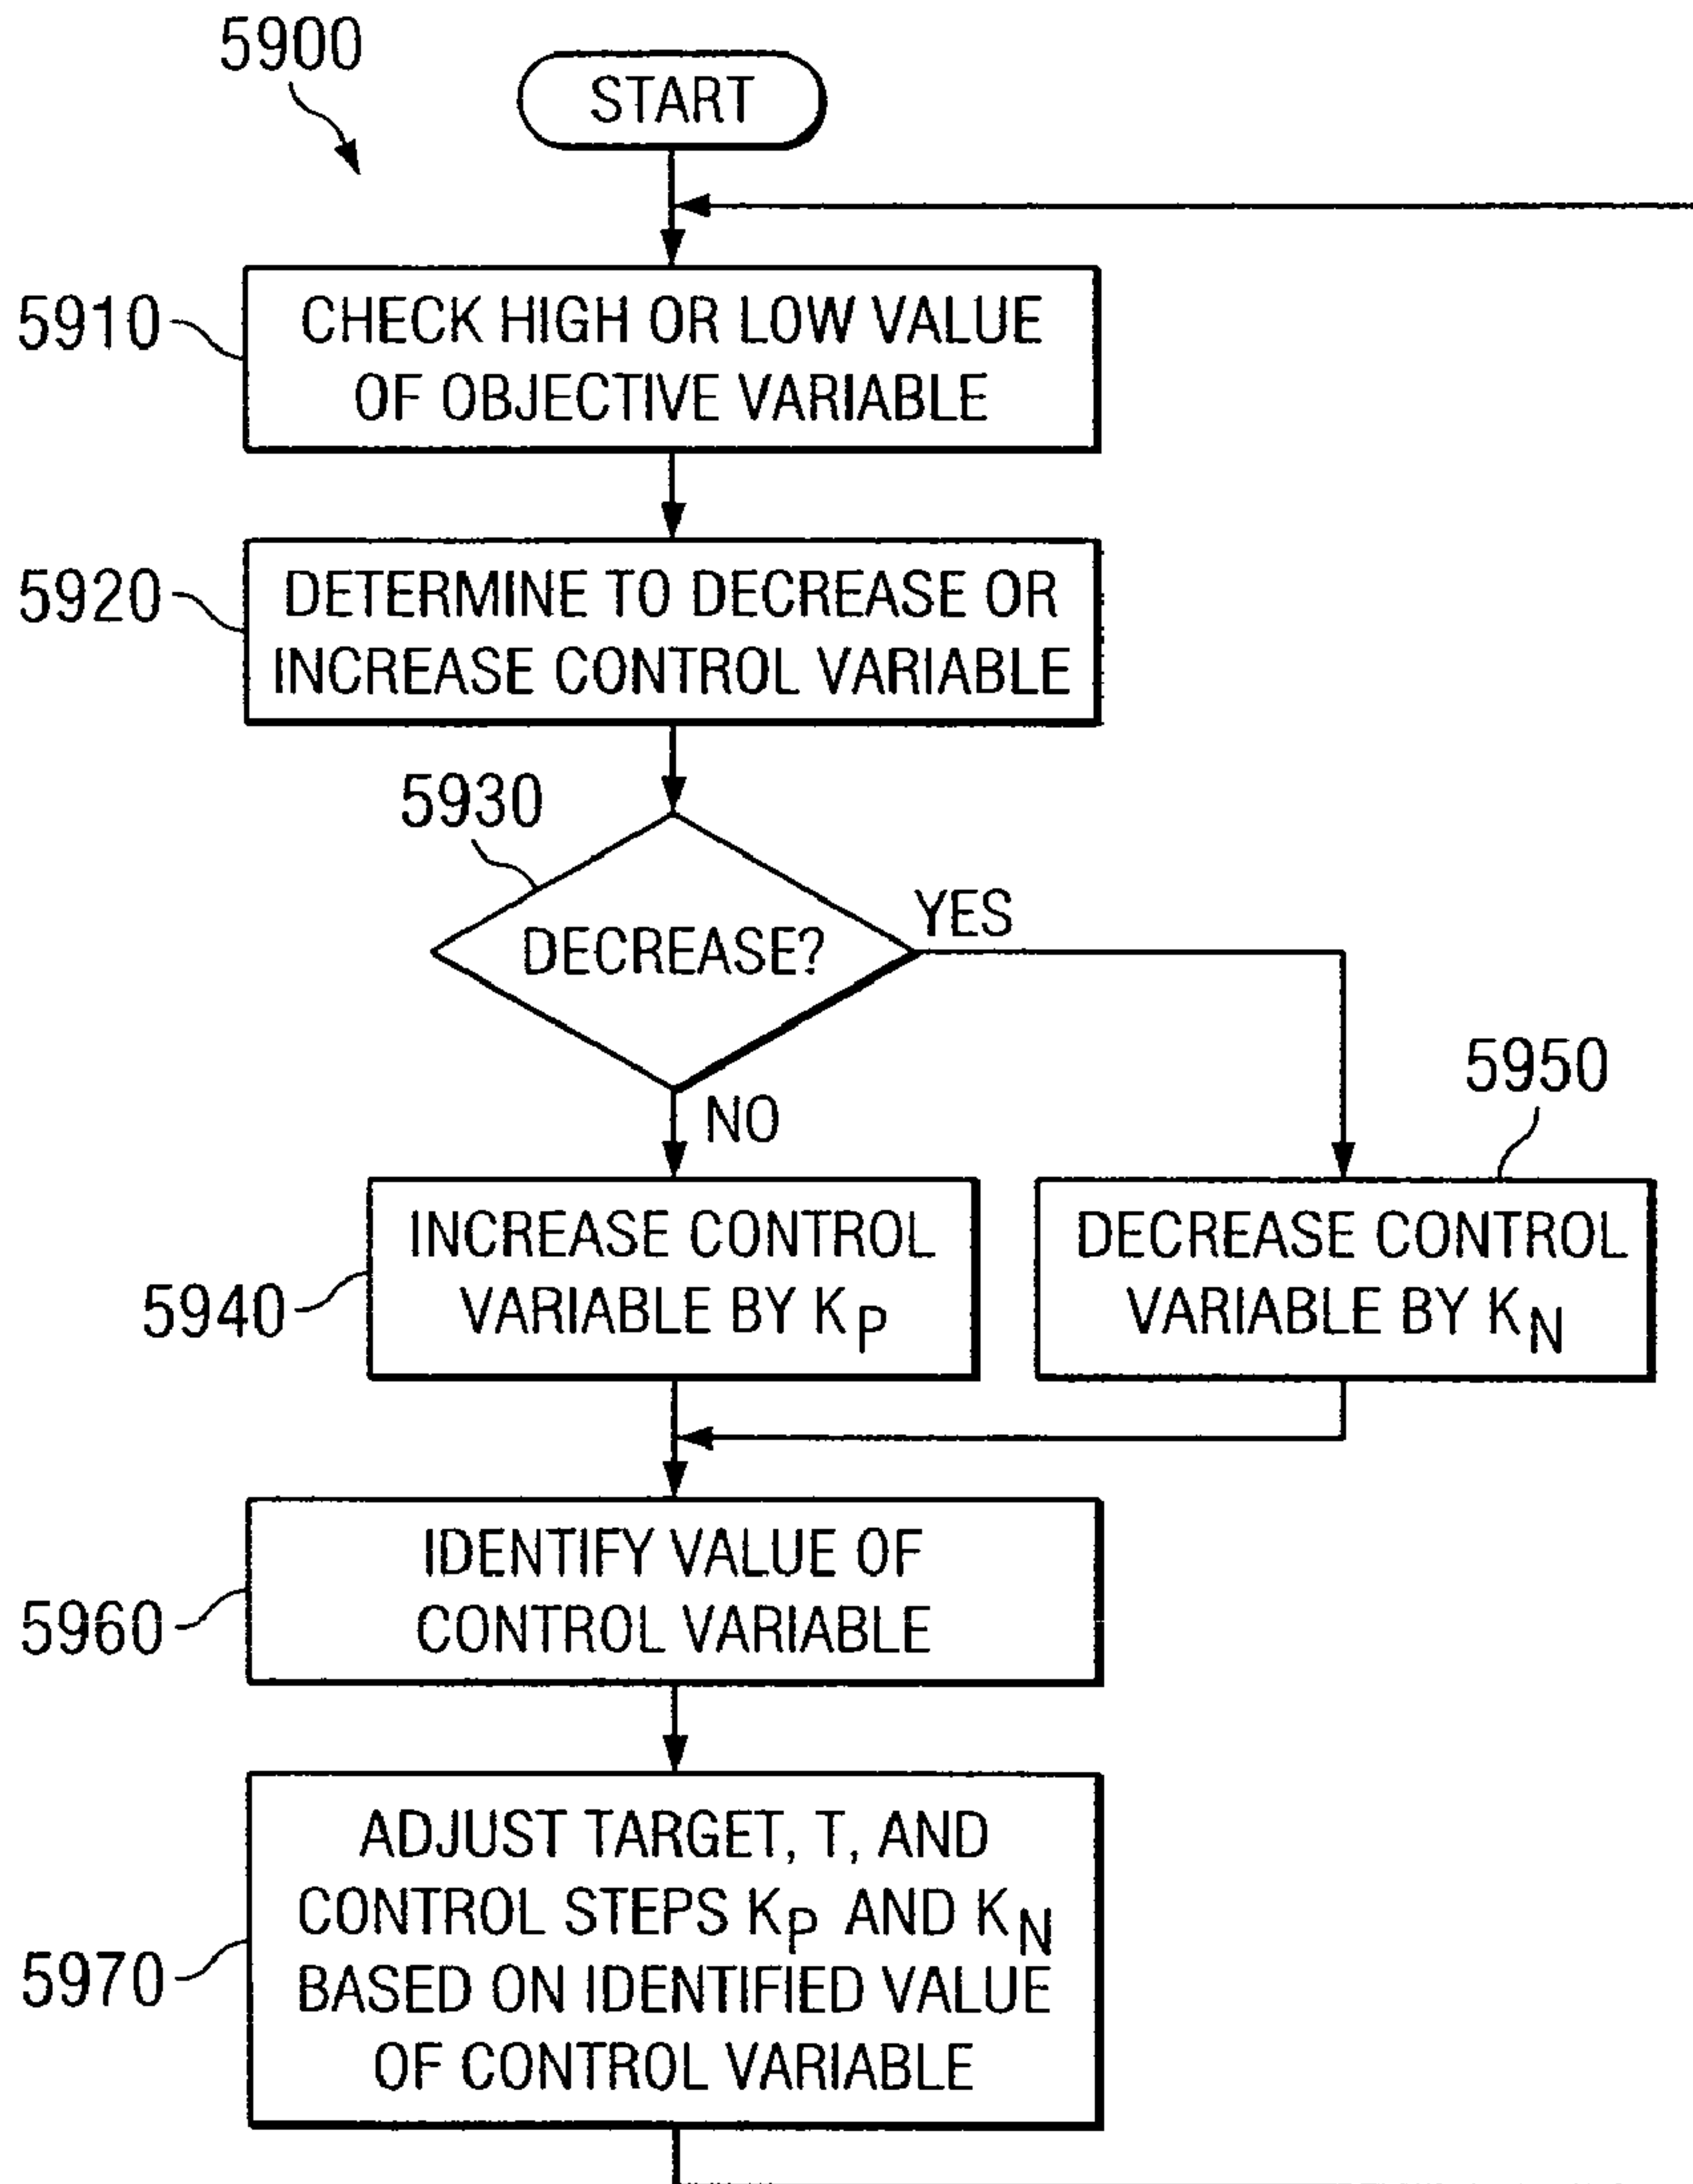 5900
START
5910
CHECK HIGH OR LOW VALUE
OF OBJECTIVE VARIABLE
5920
DETERMINE TO DECREASE OR
INCREASE CONTROL VARIABLE
5930
DECREASE?
YES
NO
5940
INCREASE CONTROL
VARIABLE BY KP
5950
DECREASE CONTROL
VARIABLE BY KN
5960
IDENTIFY VALUE OF
CONTROL VARIABLE
5970
ADJUST TARGET, T, AND
CONTROL STEPS KP AND KN
BASED ON IDENTIFIED VALUE
OF CONTROL VARIABLE